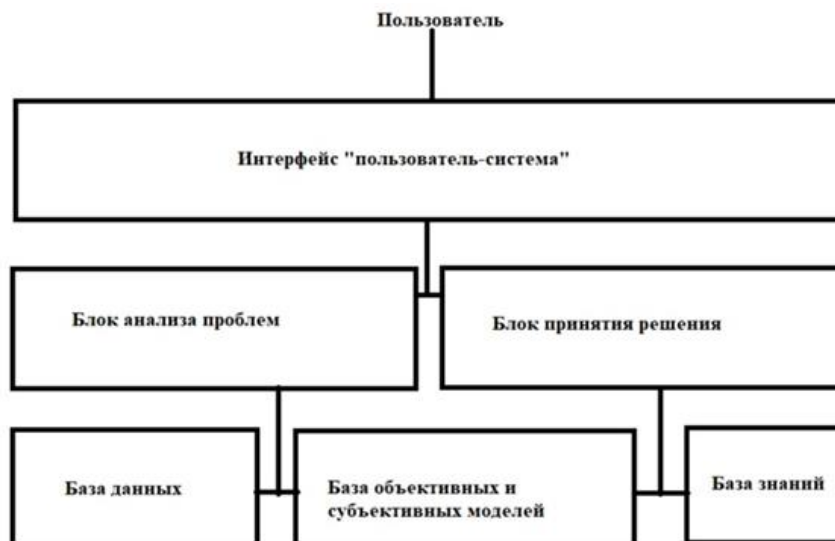 Пользователь
Интерфейс "пользователь-система"
Блок анализа проблем
Блок принятия решения
База данных
База объективных и
субъективных моделей
База знаний